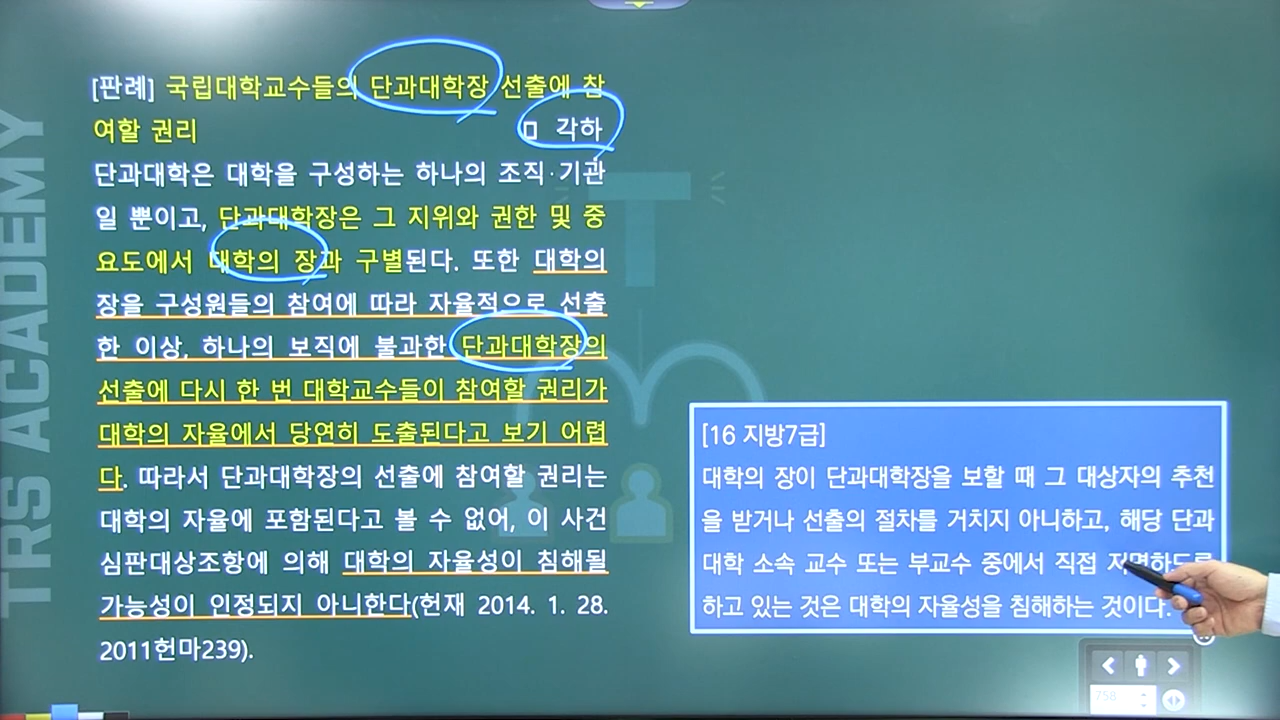 [판례] 국립대학교수들의 단과대학장 선출에 참
여할 권리 □ 각하
단과대학은 대학을 구성하는 하나의 조직·기관
일 뿐이고, 단과대학장은 그 지위와 권한 및 중
요도에서 대학의 장과 구별된다. 또한 대학의
장을 구성원들의 참여에 따라 자율적으로 선출
한 이상, 하나의 보직에 불과한 단과대학장의
선출에 다시 한 번 대학교수들이 참여할 권리가
대학의 자율에서 당연히 도출된다고 보기 어렵
다. 따라서 단과대학장의 선출에 참여할 권리는
대학의 자율에 포함된다고 볼 수 없어, 이 사건
심판대상조항에 의해 대학의 자율성이 침해될
가능성이 인정되지 아니한다(헌재 2014. 1. 28.
2011헌마239).
[16 지방7급]
대학의 장이 단과대학장을 보할 때 그 대상자의 추천
을 받거나 선출의 절차를 거치지 아니하고, 해당 단과
대학 소속 교수 또는 부교수 중에서 직접
하고 있는 것은 대학의 자율성을 침해하는 것이다.
TRS ACADEMY
758